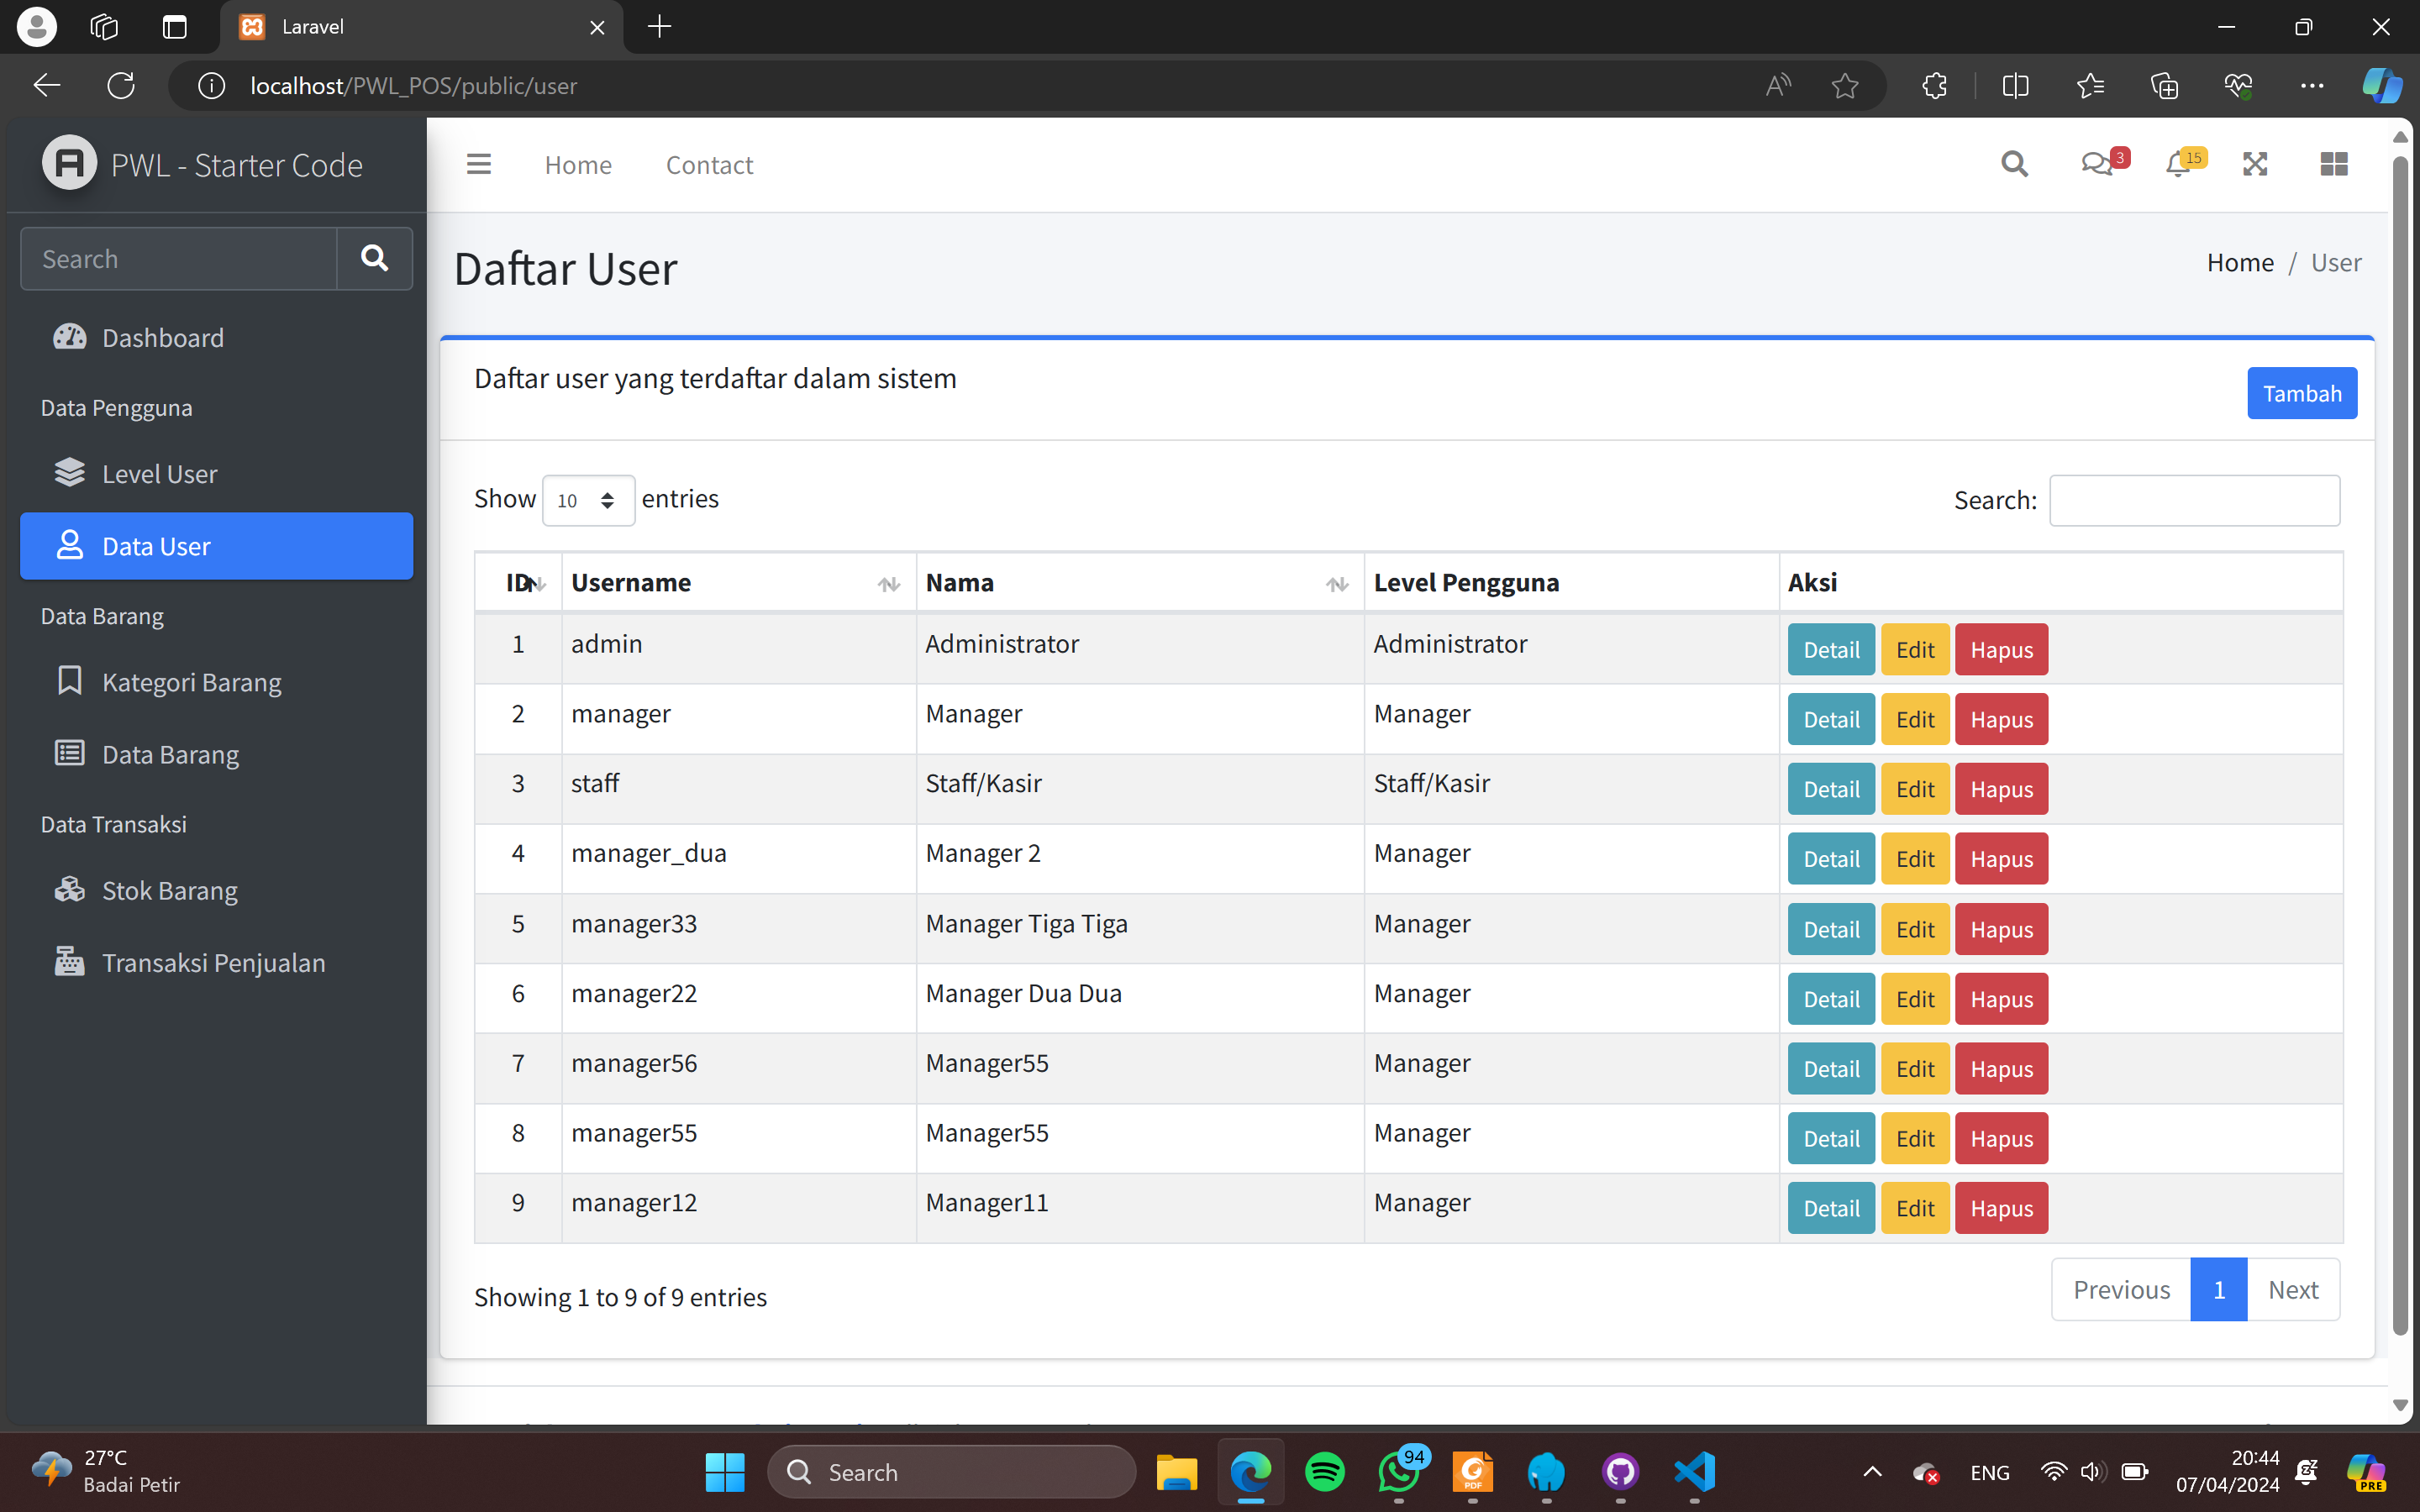 Laravel
localhost/PWL_POS/public/user
PWL - Starter Code
Home Contact 3 15
Search
Daftar User
Home / User
Dashboard
Data Pengguna
Level User
Data User
Data Barang
Kategori Barang
Data Barang
Data Transaksi
Stok Barang
Transaksi Penjualan
Daftar user yang terdaftar dalam sistem
Tambah
Show 10 entries
Search:
ID Username Nama Level Pengguna Aksi
1 admin Administrator Administrator Detail Edit Hapus
2 manager Manager Manager Detail Edit Hapus
3 staff Staff/Kasir Staff/Kasir Detail Edit Hapus
4 manager_dua Manager 2 Manager Detail Edit Hapus
5 manager33 Manager Tiga Tiga Manager Detail Edit Hapus
6 manager22 Manager Dua Dua Manager Detail Edit Hapus
7 manager56 Manager55 Manager Detail Edit Hapus
8 manager55 Manager55 Manager Detail Edit Hapus
9 manager12 Manager11 Manager Detail Edit Hapus
Showing 1 to 9 of 9 entries
Previous 1 Next
27°C
Badai Petir
Search
94
PDF
ENG
20:44
07/04/2024
PRE